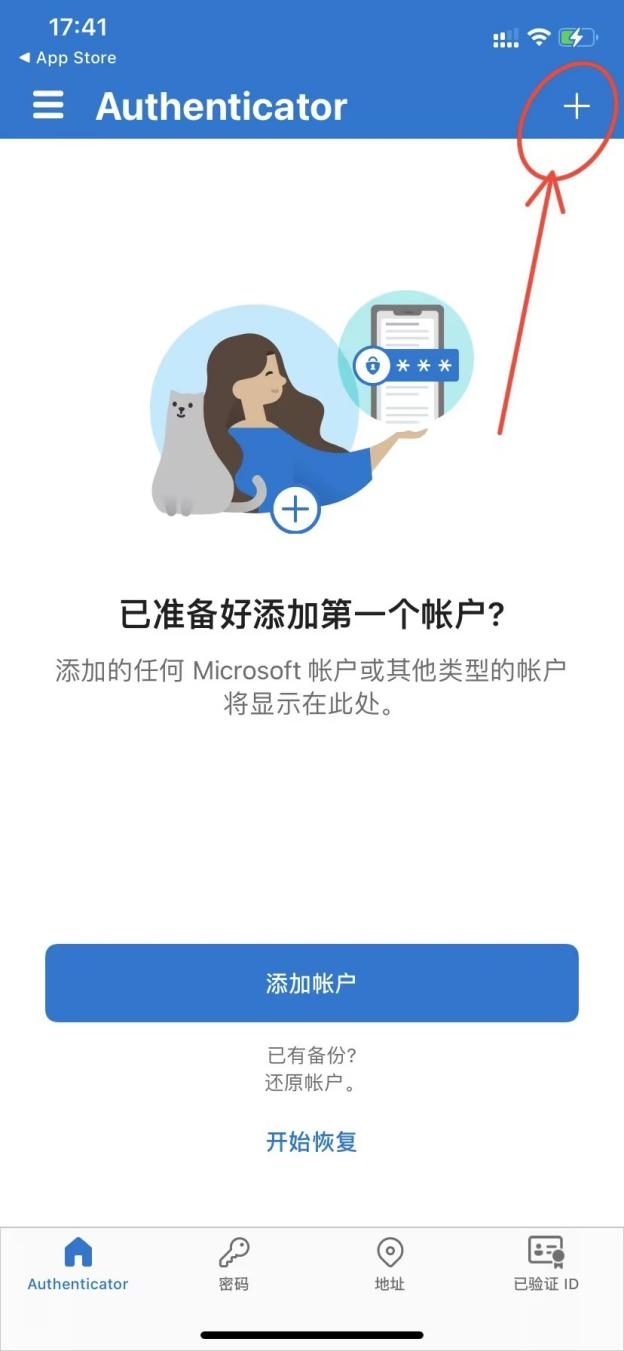 17:41
◀ App Store
Authenticator
***
已准备好添加第一个帐户?
添加的任何 Microsoft 帐户或其他类型的帐户
将显示在此处。
添加帐户
已有备份?
还原帐户。
开始恢复
Authenticator
密码
地址
已验证 ID